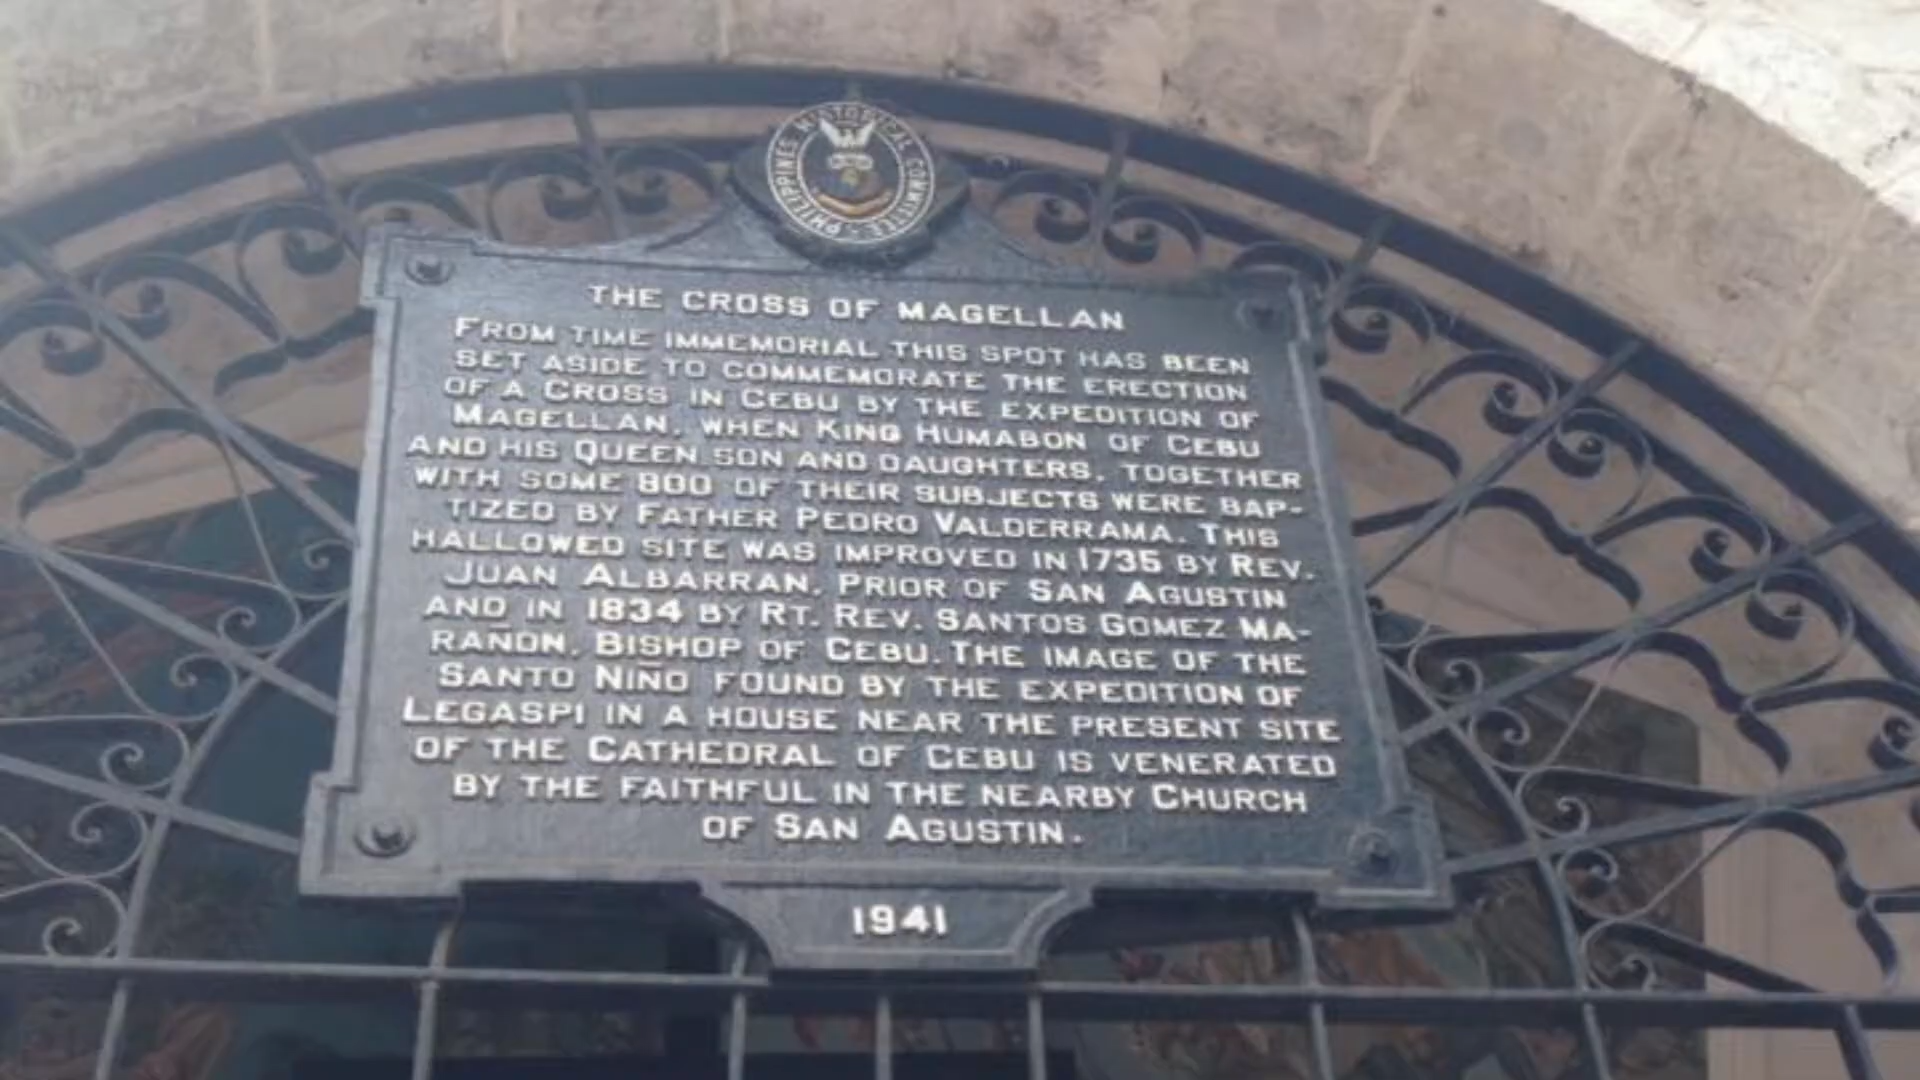 PHILIPPINES HISTORICAL COMMITTEE
THE CROSS OF MAGELLAN
FROM TIME IMMEMORIAL THIS SPOT HAS BEEN
SET ASIDE TO COMMEMORATE THE ERECTION
OF A CROSS IN CEBU BY THE EXPEDITION OF
MAGELLAN, WHEN KING HUMABON OF CEBU
AND HIS QUEEN SON AND DAUGHTERS, TOGETHER
WITH SOME 800 OF THEIR SUBJECTS WERE BAP-
TIZED BY FATHER PEDRO VALDERRAMA. THIS
HALLOWED SITE WAS IMPROVED IN 1735 BY REV.
JUAN ALBARRAN, PRIOR OF SAN AGUSTIN
AND IN 1834 BY RT. REV. SANTOS GOMEZ MA-
RAÑON, BISHOP OF CEBU. THE IMAGE OF THE
SANTO NIÑO FOUND BY THE EXPEDITION OF
LEGASPI IN A HOUSE NEAR THE PRESENT SITE
OF THE CATHEDRAL OF CEBU IS VENERATED
BY THE FAITHFUL IN THE NEARBY CHURCH
OF SAN AGUSTIN.
1941